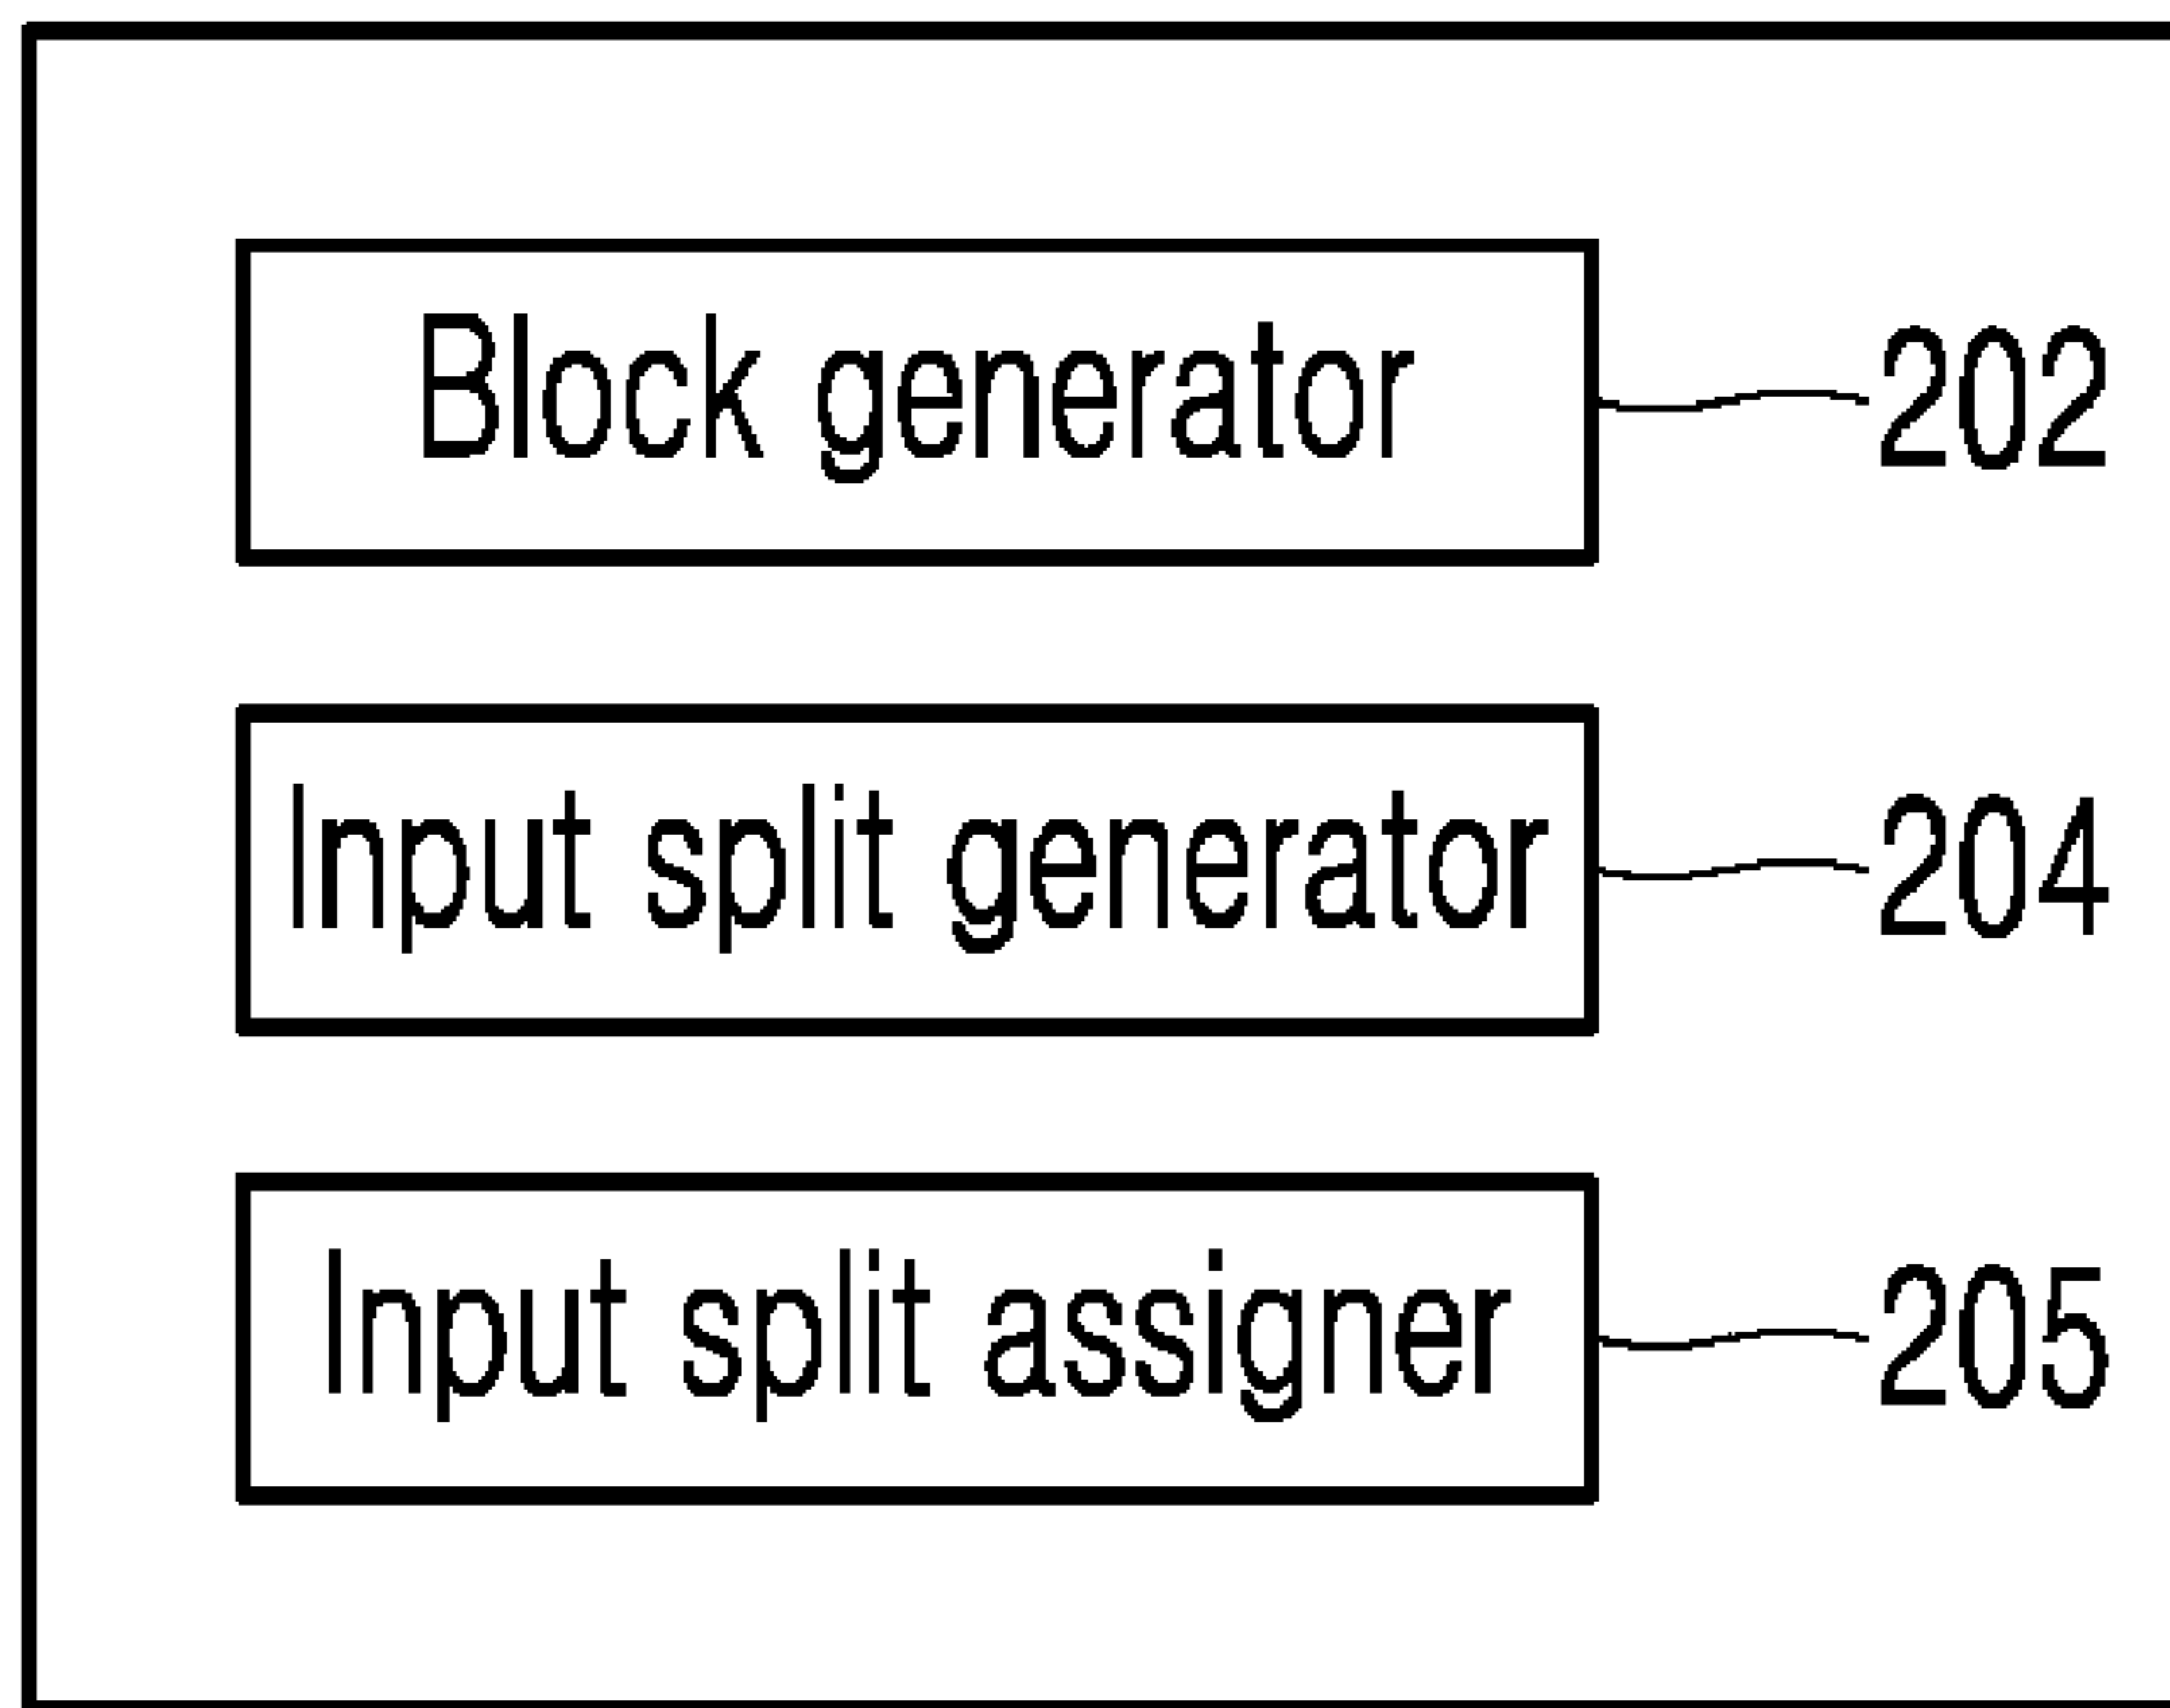 Block generator 202
Input split generator 204
Input split assigner 205